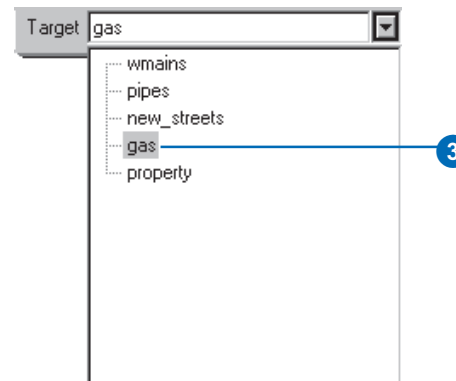 Target gas
wmains
pipes
new_streets
gas 3
property